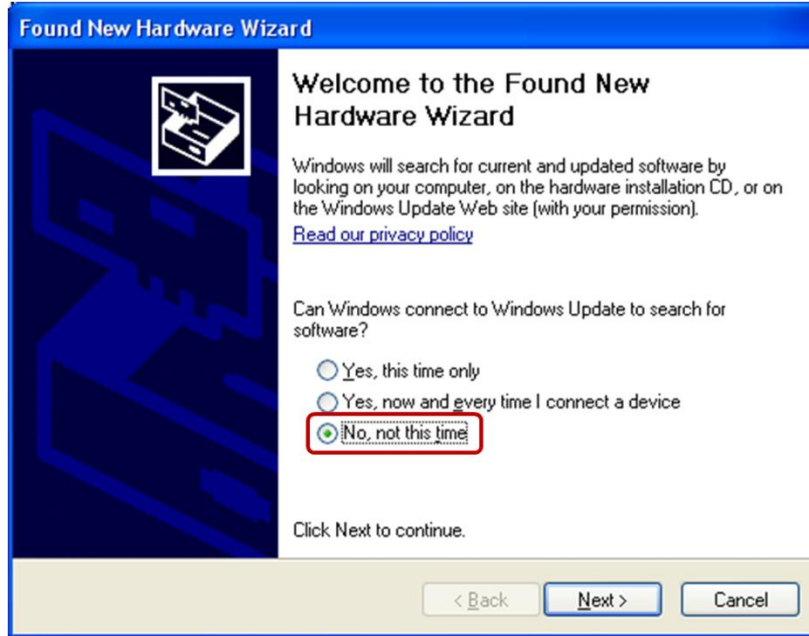 Found New Hardware Wizard
Welcome to the Found New
Hardware Wizard
Windows will search for current and updated software by
looking on your computer, on the hardware installation CD, or on
the Windows Update Web site (with your permission).
Read our privacy policy
Can Windows connect to Windows Update to search for
software?
Yes, this time only
Yes, now and every time I connect a device
No, not this time
Click Next to continue.
< Back
Next >
Cancel